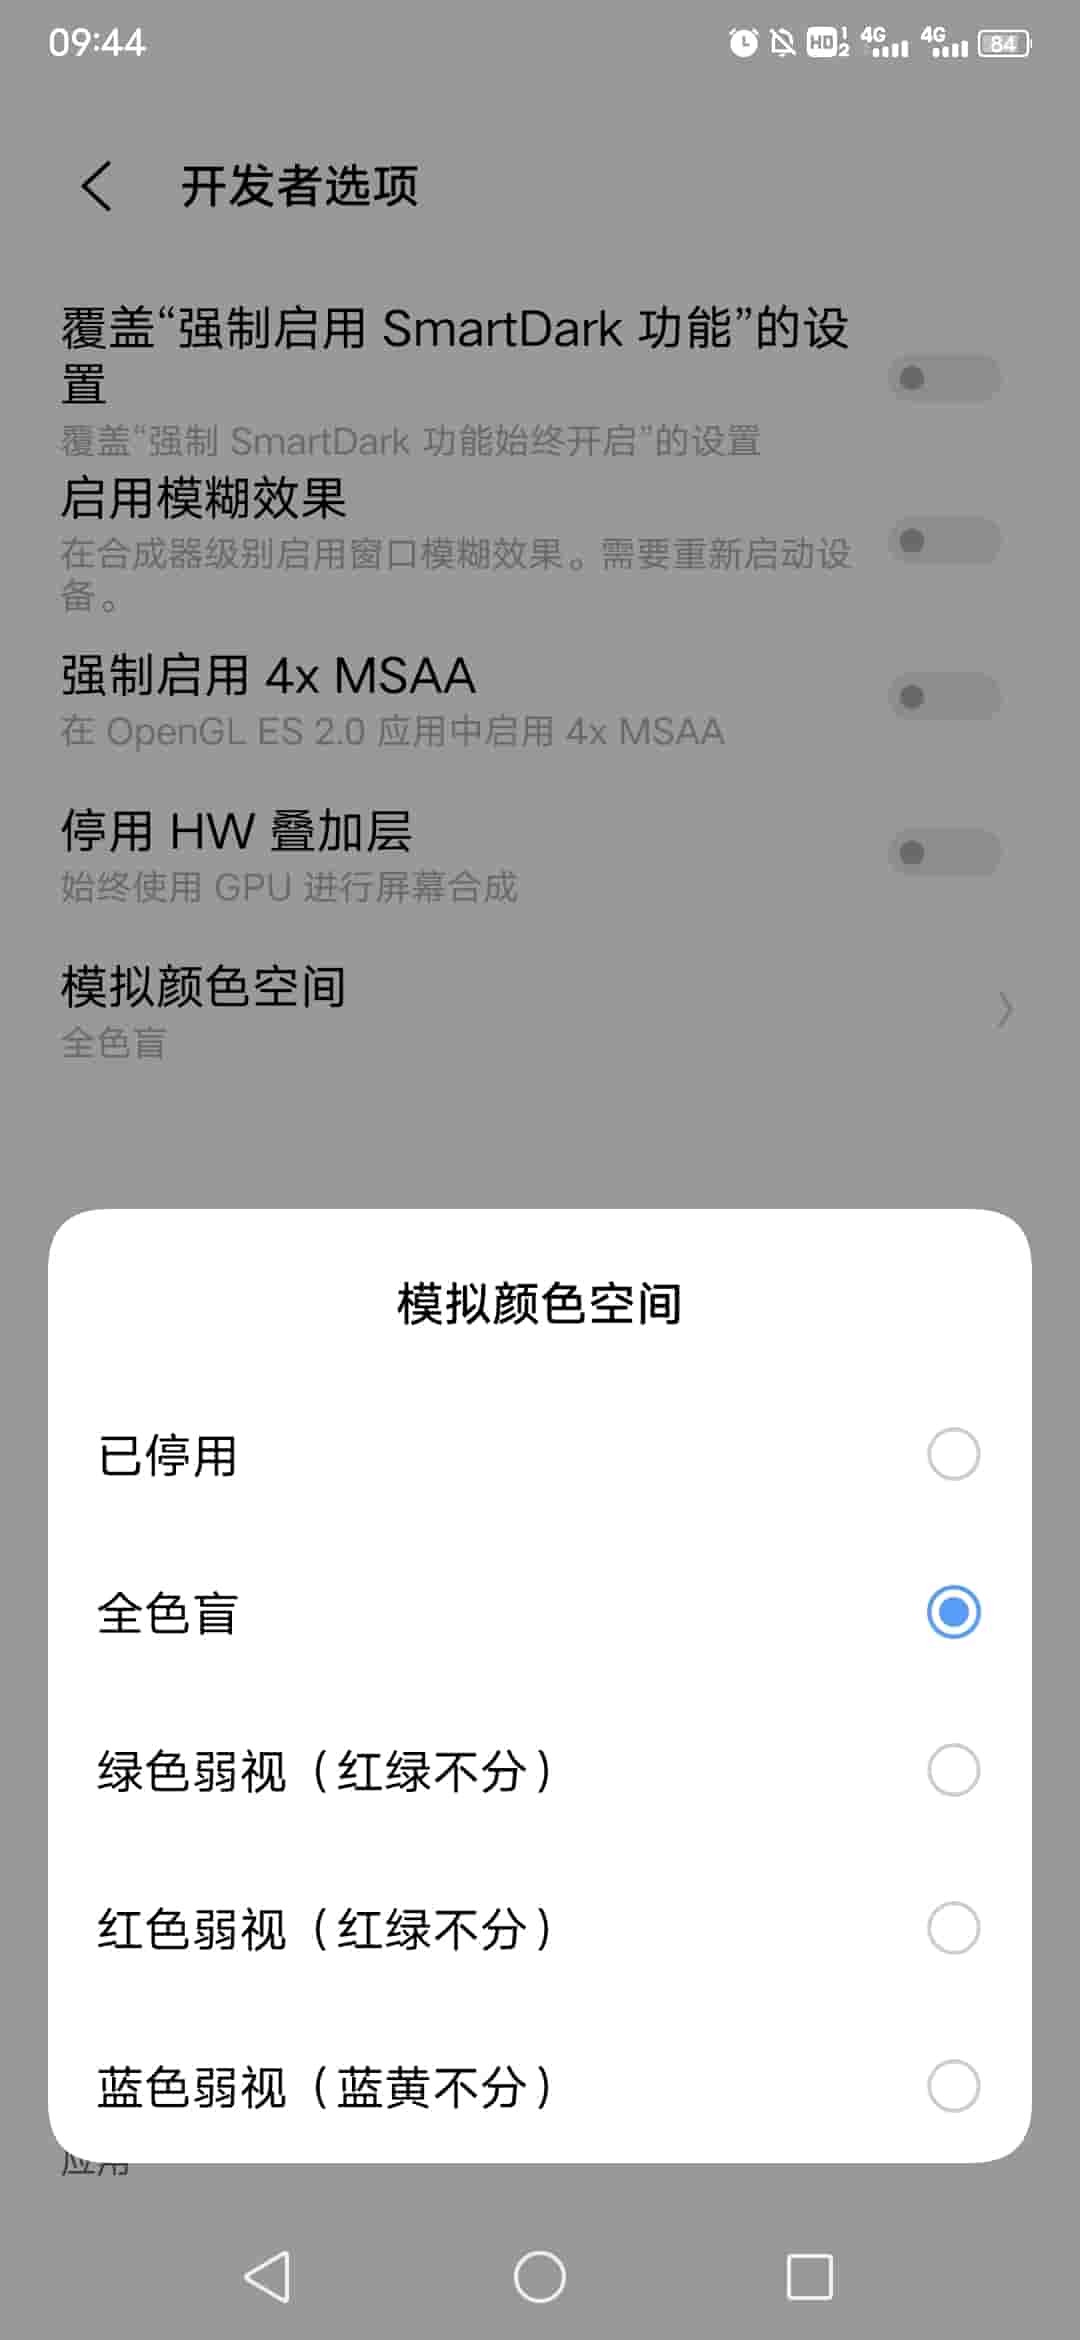 09:44
HD 1 2 4G 4G 84
开发者选项
覆盖“强制启用 SmartDark 功能”的设
置
覆盖“强制 SmartDark 功能始终开启”的设置
启用模糊效果
在合成器级别启用窗口模糊效果。需要重新启动设
备。
强制启用 4x MSAA
在 OpenGL ES 2.0 应用中启用 4x MSAA
停用 HW 叠加层
始终使用 GPU 进行屏幕合成
模拟颜色空间
全色盲
模拟颜色空间
已停用
全色盲
绿色弱视（红绿不分）
红色弱视（红绿不分）
蓝色弱视（蓝黄不分）
应用